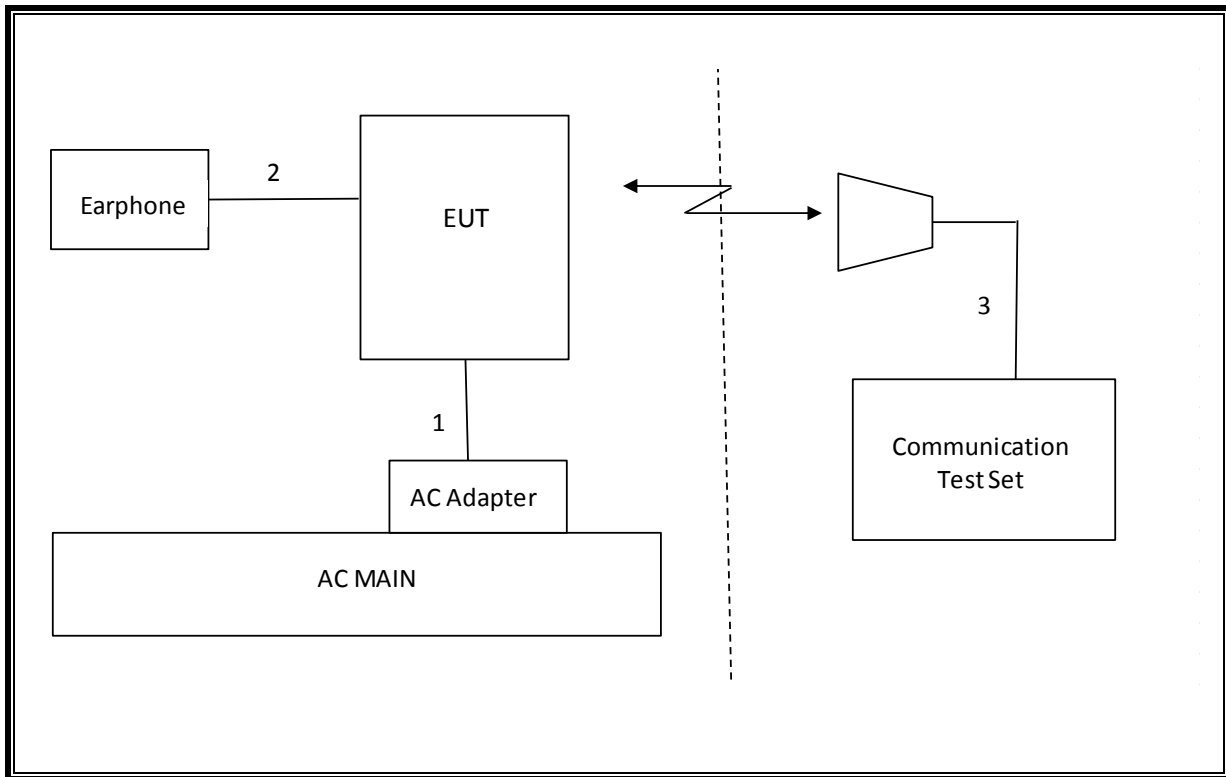 Earphone
2
EUT
1
AC Adapter
AC MAIN
3
Communication
Test Set